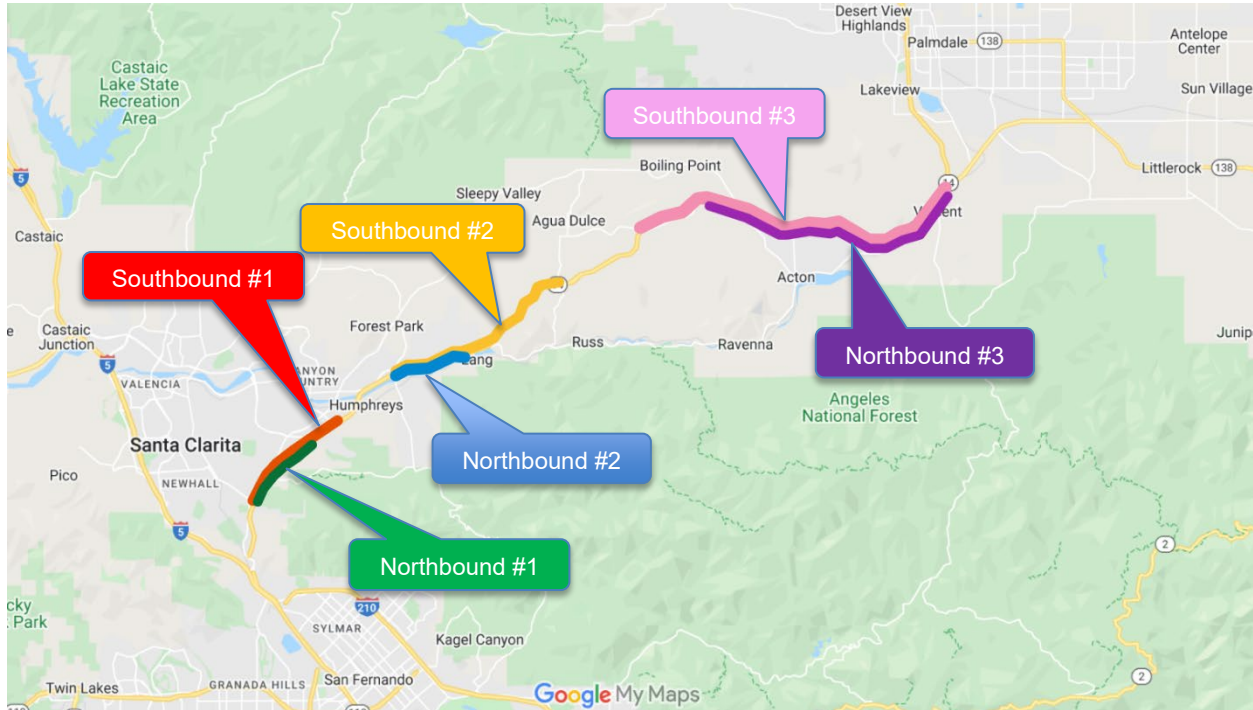 Desert View
Highlands
Palmdale
138
Antelope
Center
Castaic
Lake State
Recreation
Area
Lakeview
Sun Village
Southbound #3
Boiling Point
Littlerock
138
5
14
Sleepy Valley
Agua Dulce
Southbound #2
Castaic
Southbound #1
Acton
Castaic
Junction
Forest Park
Russ
Ravenna
Northbound #3
5
VALENCIA
Humphreys
Angeles
National Forest
Santa Clarita
Northbound #2
Pico
NEWHALL
5
2
Northbound #1
210
SYLMAR
Kagel Canyon
Twin Lakes
GRANADA HILLS
San Fernando
2
Google My Maps